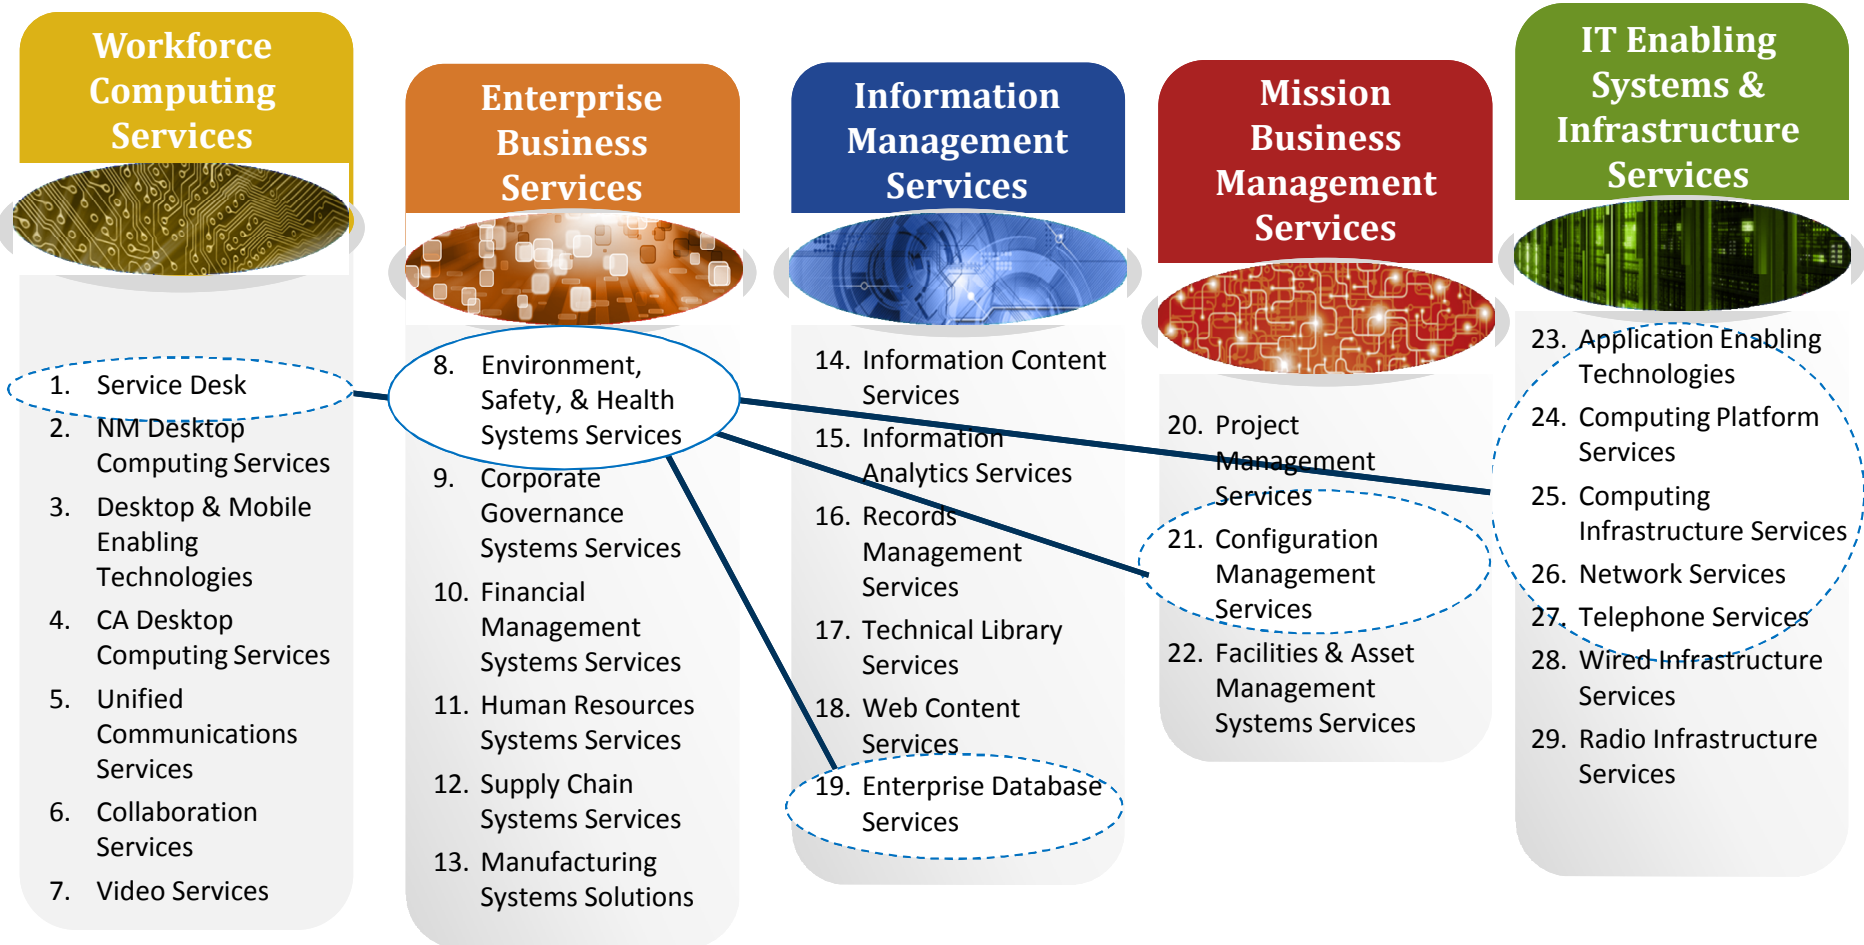 Workforce
Computing
Services
1. Service Desk
2. NM Desktop
Computing Services
3. Desktop & Mobile
Enabling
Technologies
4. CA Desktop
Computing Services
5. Unified
Communications
Services
6. Collaboration
Services
7. Video Services
Enterprise
Business
Services
8. Environment,
Safety, & Health
Systems Services
9. Corporate
Governance
Systems Services
10. Financial
Management
Systems Services
11. Human Resources
Systems Services
12. Supply Chain
Systems Services
13. Manufacturing
Systems Solutions
Information
Management
Services
14. Information Content
Services
15. Information
Analytics Services
16. Records
Management
Services
17. Technical Library
Services
18. Web Content
Services
19. Enterprise Database
Services
Mission
Business
Management
Services
20. Project
Management
Services
21. Configuration
Management
Services
22. Facilities & Asset
Management
Systems Services
IT Enabling
Systems &
Infrastructure
Services
23. Application Enabling
Technologies
24. Computing Platform
Services
25. Computing
Infrastructure Services
26. Network Services
27. Telephone Services
28. Wired Infrastructure
Services
29. Radio Infrastructure
Services